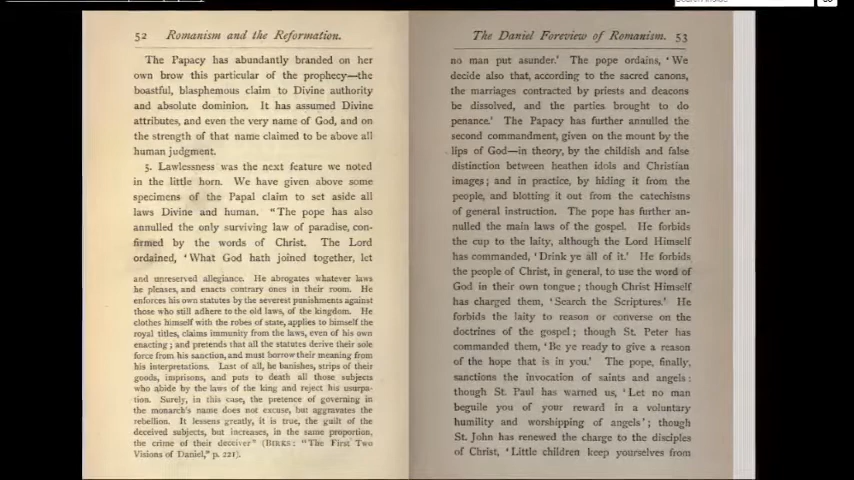 52 Romanism and the Reformation.
The Papacy has abundantly branded on her
own brow this particular of the prophecy—the
boastful, blasphemous claim to Divine authority
and absolute dominion. It has assumed Divine
attributes, and even the very name of God, and on
the strength of that name claimed to be above all
human judgment.
5. Lawlessness was the next feature we noted
in the little horn. We have given above some
specimens of the Papal claim to set aside all
laws Divine and human. "The pope has also
annulled the only surviving law of paradise, con-
firmed by the words of Christ. The Lord
ordained, 'What God hath joined together, let
and unreserved allegiance. He abrogates whatever laws
he pleases, and enacts contrary ones in their room. He
enforces his own statutes by the severest punishments against
those who still adhere to the old laws, of the kingdom. He
clothes himself with the robes of state, applies to himself the
royal titles, claims immunity from the laws, even of his own
enacting; and pretends that all the statutes derive their sole
force from his sanction, and must borrow their meaning from
his interpretations. Last of all, he banishes, strips of their
goods, imprisons, and puts to death all those subjects
who abide by the laws of the king and reject his usurpa-
tion. Surely, in this case, the pretence of governing in
the monarch's name does not excuse, but aggravates the
rebellion. It lessens greatly, it is true, the guilt of the
deceived subjects, but increases, in the same proportion,
the crime of their deceiver" (BIRKS: "The First Two
Visions of Daniel," p. 221).
The Daniel Foreview of Romanism. 53
no man put asunder.' The pope ordains, 'We
decide also that, according to the sacred canons,
the marriages contracted by priests and deacons
be dissolved, and the parties brought to do
penance.' The Papacy has further annulled the
second commandment, given on the mount by the
lips of God—in theory, by the childish and false
distinction between heathen idols and Christian
images; and in practice, by hiding it from the
people, and blotting it out from the catechisms
of general instruction. The pope has further an-
nulled the main laws of the gospel. He forbids
the cup to the laity, although the Lord Himself
has commanded, 'Drink ye all of it.' He forbids
the people of Christ, in general, to use the word of
God in their own tongue; though Christ Himself
has charged them, 'Search the Scriptures.' He
forbids the laity to reason or converse on the
doctrines of the gospel; though St. Peter has
commanded them, 'Be ye ready to give a reason
of the hope that is in you.' The pope, finally,
sanctions the invocation of saints and angels;
though St. Paul has warned us, 'Let no man
beguile you of your reward in a voluntary
humility and worshipping of angels'; though
St. John has renewed the charge to the disciples
of Christ, 'Little children keep yourselves from